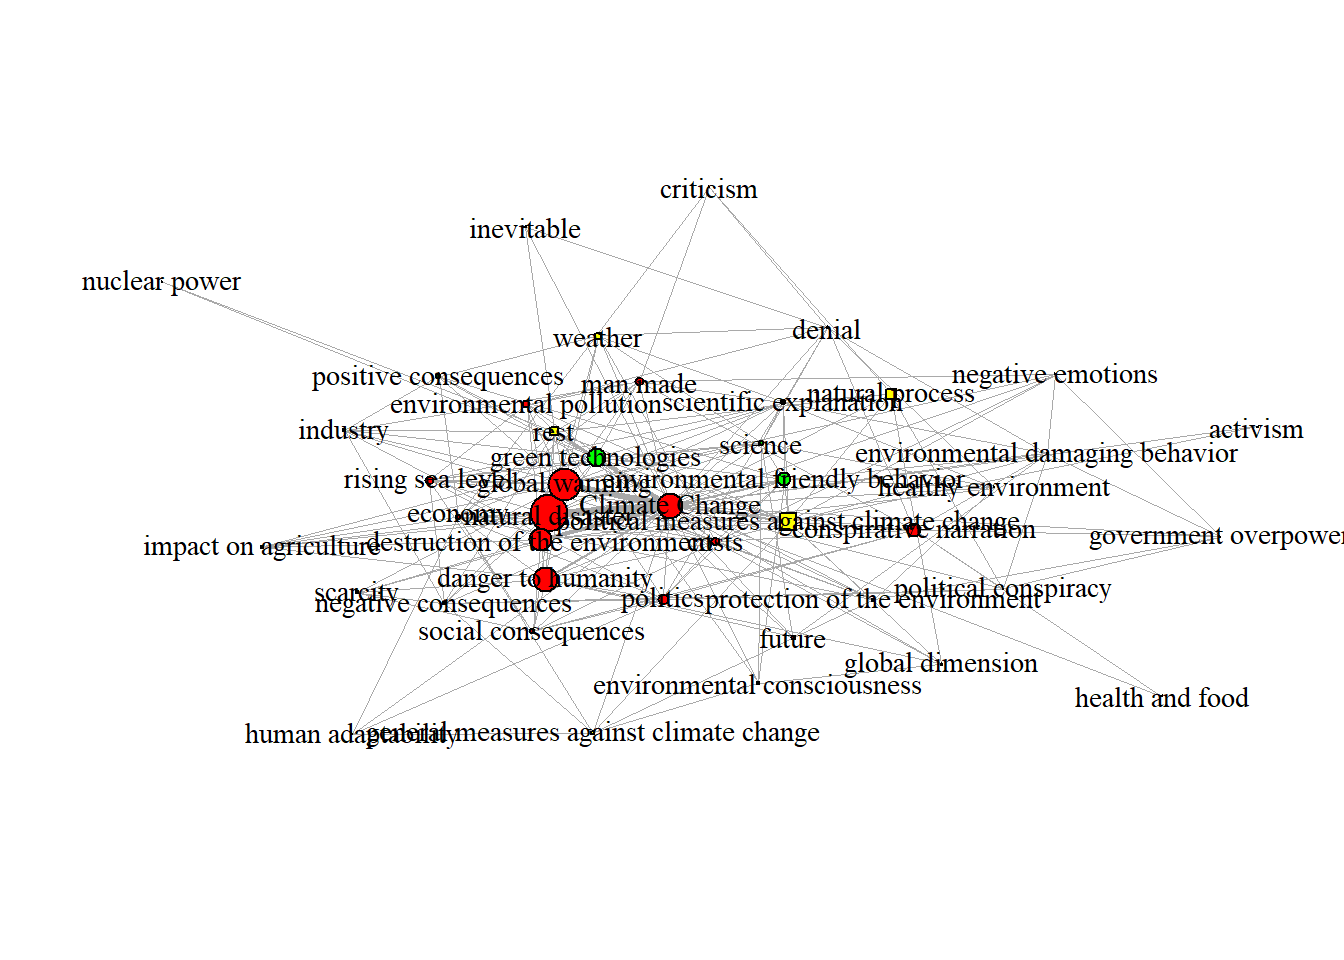 criticism
inevitable
nuclear power
weather
denial
positive consequences
man made
negative emotions
natural process
environmental pollution
scientific explanation
industry
rest
activism
science
green technologies
environmental damaging behavior
rising sea level
global warming
environmental friendly behavior
healthy environment
Climate Change
economy
natural disaster
political measures against climate change
conspirative narration
government overpower
impact on agriculture
destruction of the environment
costs
danger to humanity
scarcity
political conspiracy
negative consequences
politics
protection of the environment
social consequences
future
global dimension
environmental consciousness
health and food
human adaptability
general measures against climate change